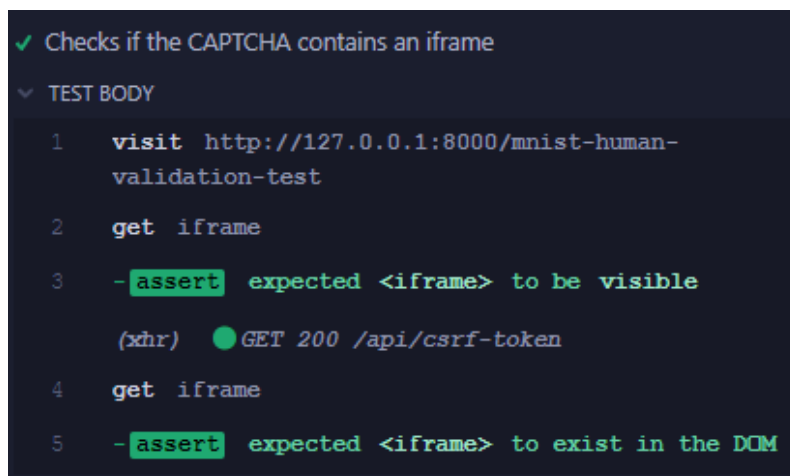 Checks if the CAPTCHA contains an iframe
TEST BODY
1 visit http://127.0.0.1:8000/mnist-human-
validation-test
2 get iframe
3 -assert expected <iframe> to be visible
(xhr) GET 200 /api/csrf-token
4 get iframe
5 -assert expected <iframe> to exist in the DOM